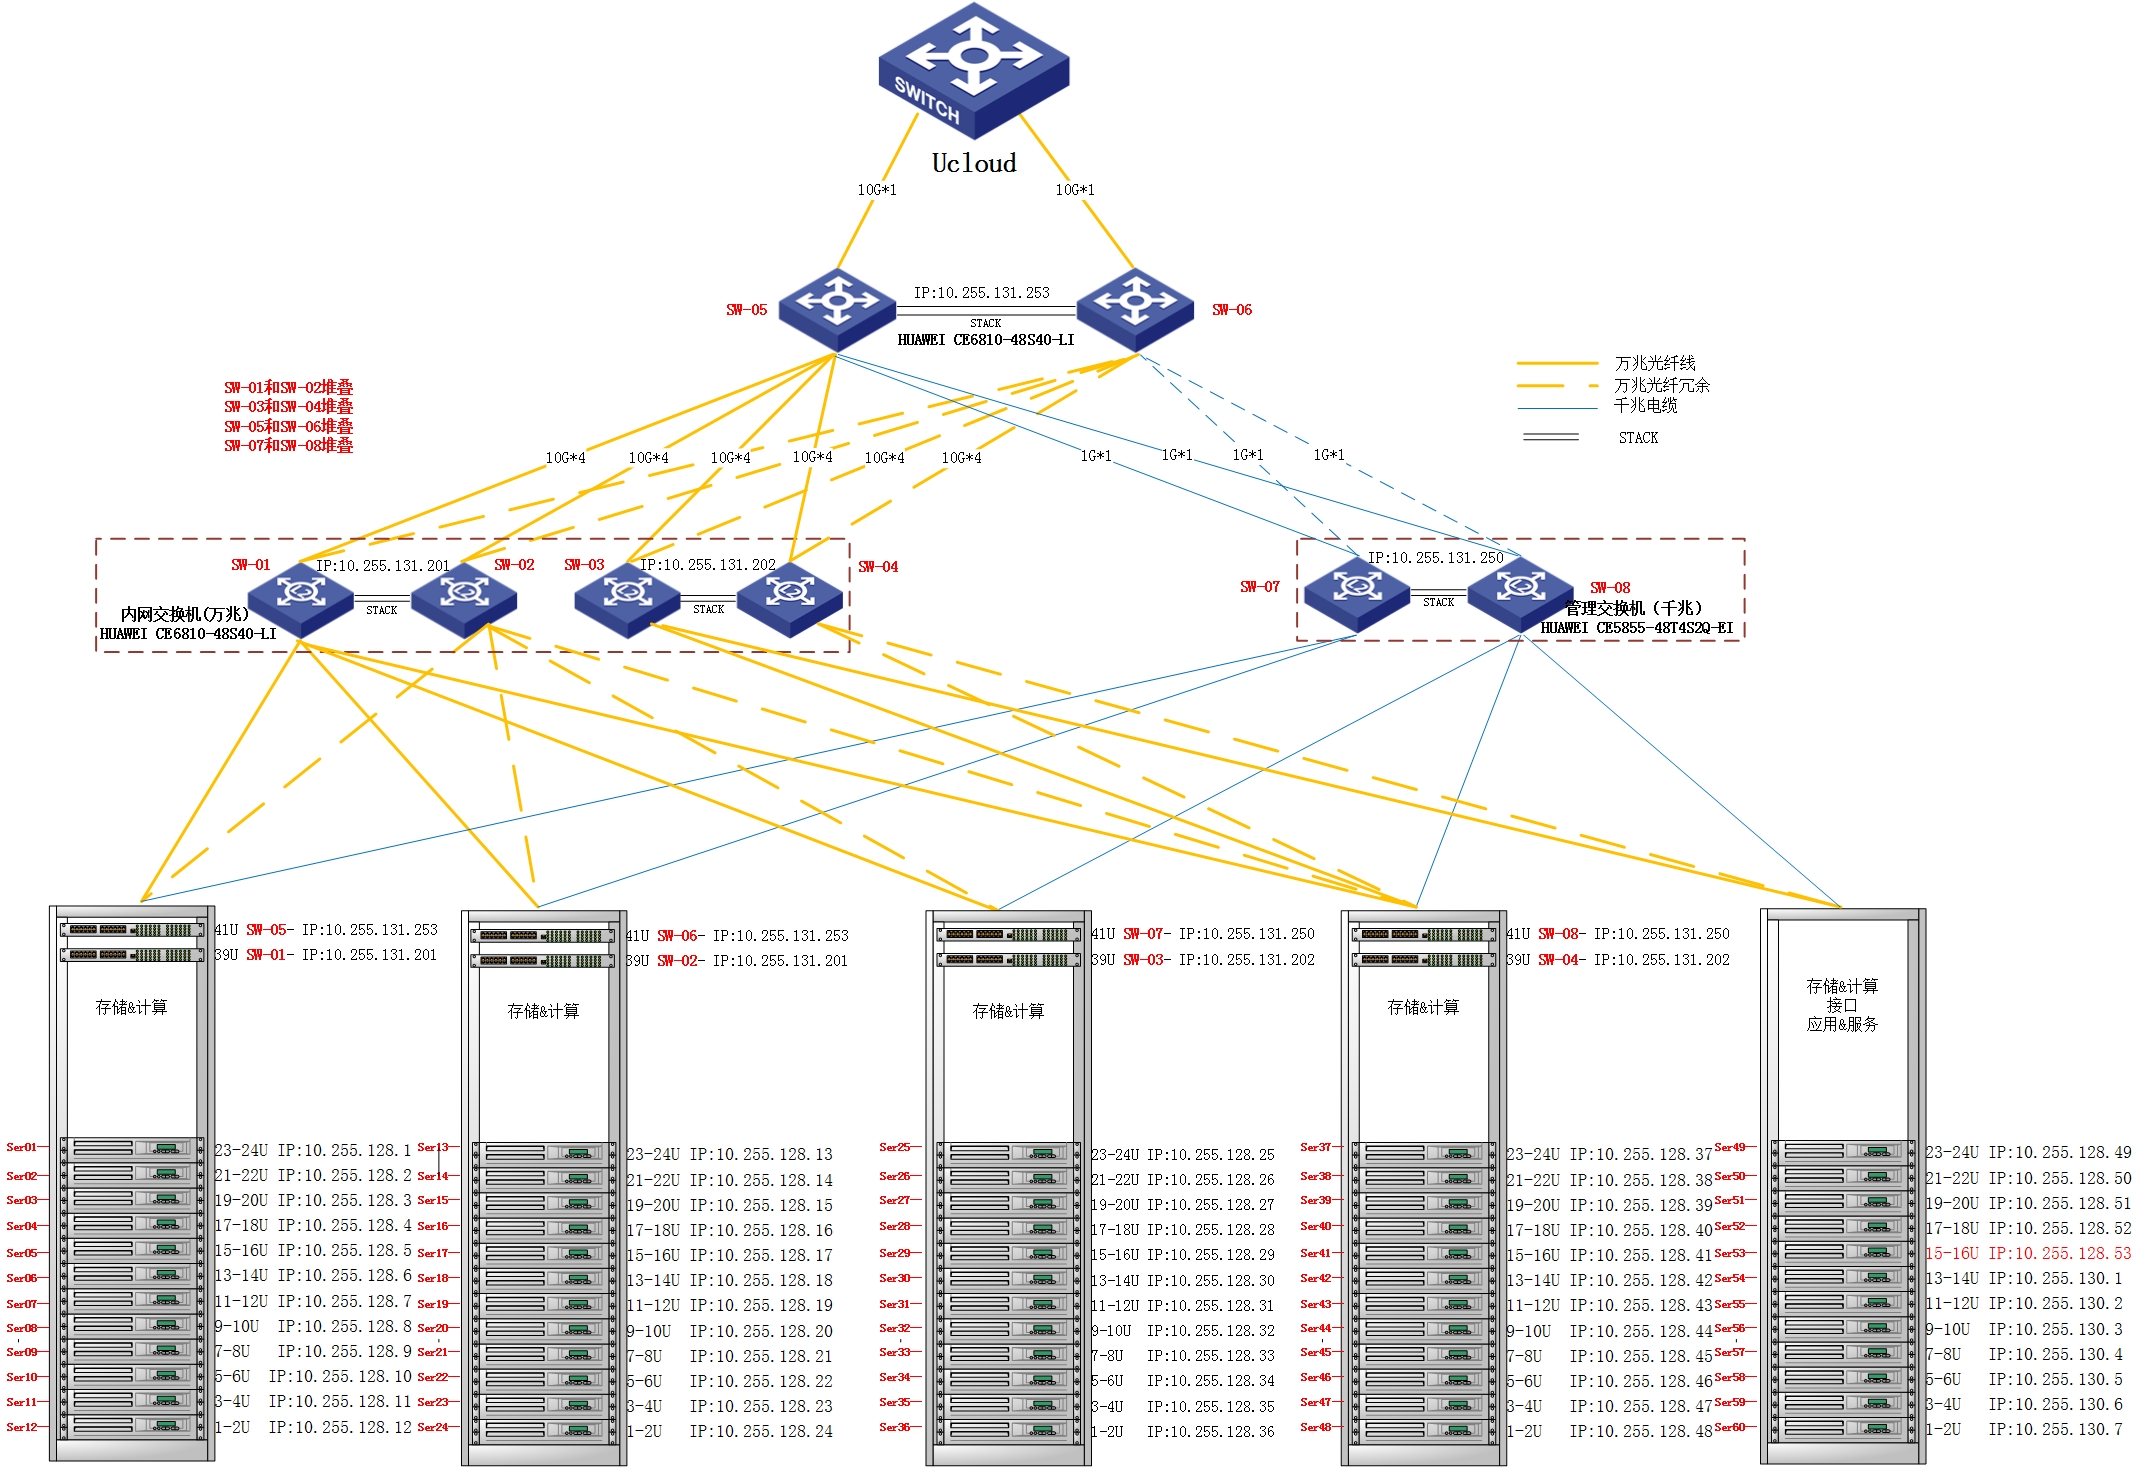 SWITCH
Ucloud
10G*1
10G*1
SW-05
IP:10.255.131.253
SW-06
STACK
HUAWEI CE6810-48S40-LI
万兆光纤线
万兆光纤冗余
千兆电缆
STACK
SW-01和SW-02堆叠
SW-03和SW-04堆叠
SW-05和SW-06堆叠
SW-07和SW-08堆叠
10G*4
10G*4
10G*4
10G*4
10G*4
10G*4
1G*1
1G*1
1G*1
1G*1
SW-01
IP:10.255.131.201
SW-02
SW-03
IP:10.255.131.202
SW-04
STACK
STACK
内网交换机(万兆)
HUAWEI CE6810-48S40-LI
SW-07
IP:10.255.131.250
SW-08
STACK
管理交换机（千兆）
HUAWEI CE5855-48T4S2Q-EI
41U SW-05- IP:10.255.131.253
39U SW-01- IP:10.255.131.201
存储&计算
Ser01 23-24U IP:10.255.128.1
Ser02 21-22U IP:10.255.128.2
Ser03 19-20U IP:10.255.128.3
Ser04 17-18U IP:10.255.128.4
Ser05 15-16U IP:10.255.128.5
Ser06 13-14U IP:10.255.128.6
Ser07 11-12U IP:10.255.128.7
Ser08 9-10U IP:10.255.128.8
Ser09 7-8U IP:10.255.128.9
Ser10 5-6U IP:10.255.128.10
Ser11 3-4U IP:10.255.128.11
Ser12 1-2U IP:10.255.128.12
41U SW-06- IP:10.255.131.253
39U SW-02- IP:10.255.131.201
存储&计算
Ser13 23-24U IP:10.255.128.13
Ser14 21-22U IP:10.255.128.14
Ser15 19-20U IP:10.255.128.15
Ser16 17-18U IP:10.255.128.16
Ser17 15-16U IP:10.255.128.17
Ser18 13-14U IP:10.255.128.18
Ser19 11-12U IP:10.255.128.19
Ser20 9-10U IP:10.255.128.20
Ser21 7-8U IP:10.255.128.21
Ser22 5-6U IP:10.255.128.22
Ser23 3-4U IP:10.255.128.23
Ser24 1-2U IP:10.255.128.24
41U SW-07- IP:10.255.131.250
39U SW-03- IP:10.255.131.202
存储&计算
Ser25 23-24U IP:10.255.128.25
Ser26 21-22U IP:10.255.128.26
Ser27 19-20U IP:10.255.128.27
Ser28 17-18U IP:10.255.128.28
Ser29 15-16U IP:10.255.128.29
Ser30 13-14U IP:10.255.128.30
Ser31 11-12U IP:10.255.128.31
Ser32 9-10U IP:10.255.128.32
Ser33 7-8U IP:10.255.128.33
Ser34 5-6U IP:10.255.128.34
Ser35 3-4U IP:10.255.128.35
Ser36 1-2U IP:10.255.128.36
41U SW-08- IP:10.255.131.250
39U SW-04- IP:10.255.131.202
存储&计算
Ser37 23-24U IP:10.255.128.37
Ser38 21-22U IP:10.255.128.38
Ser39 19-20U IP:10.255.128.39
Ser40 17-18U IP:10.255.128.40
Ser41 15-16U IP:10.255.128.41
Ser42 13-14U IP:10.255.128.42
Ser43 11-12U IP:10.255.128.43
Ser44 9-10U IP:10.255.128.44
Ser45 7-8U IP:10.255.128.45
Ser46 5-6U IP:10.255.128.46
Ser47 3-4U IP:10.255.128.47
Ser48 1-2U IP:10.255.128.48
存储&计算
接口
应用&服务
Ser49 23-24U IP:10.255.128.49
Ser50 21-22U IP:10.255.128.50
Ser51 19-20U IP:10.255.128.51
Ser52 17-18U IP:10.255.128.52
Ser53 15-16U IP:10.255.128.53
Ser54 13-14U IP:10.255.130.1
Ser55 11-12U IP:10.255.130.2
Ser56 9-10U IP:10.255.130.3
Ser57 7-8U IP:10.255.130.4
Ser58 5-6U IP:10.255.130.5
Ser59 3-4U IP:10.255.130.6
Ser60 1-2U IP:10.255.130.7